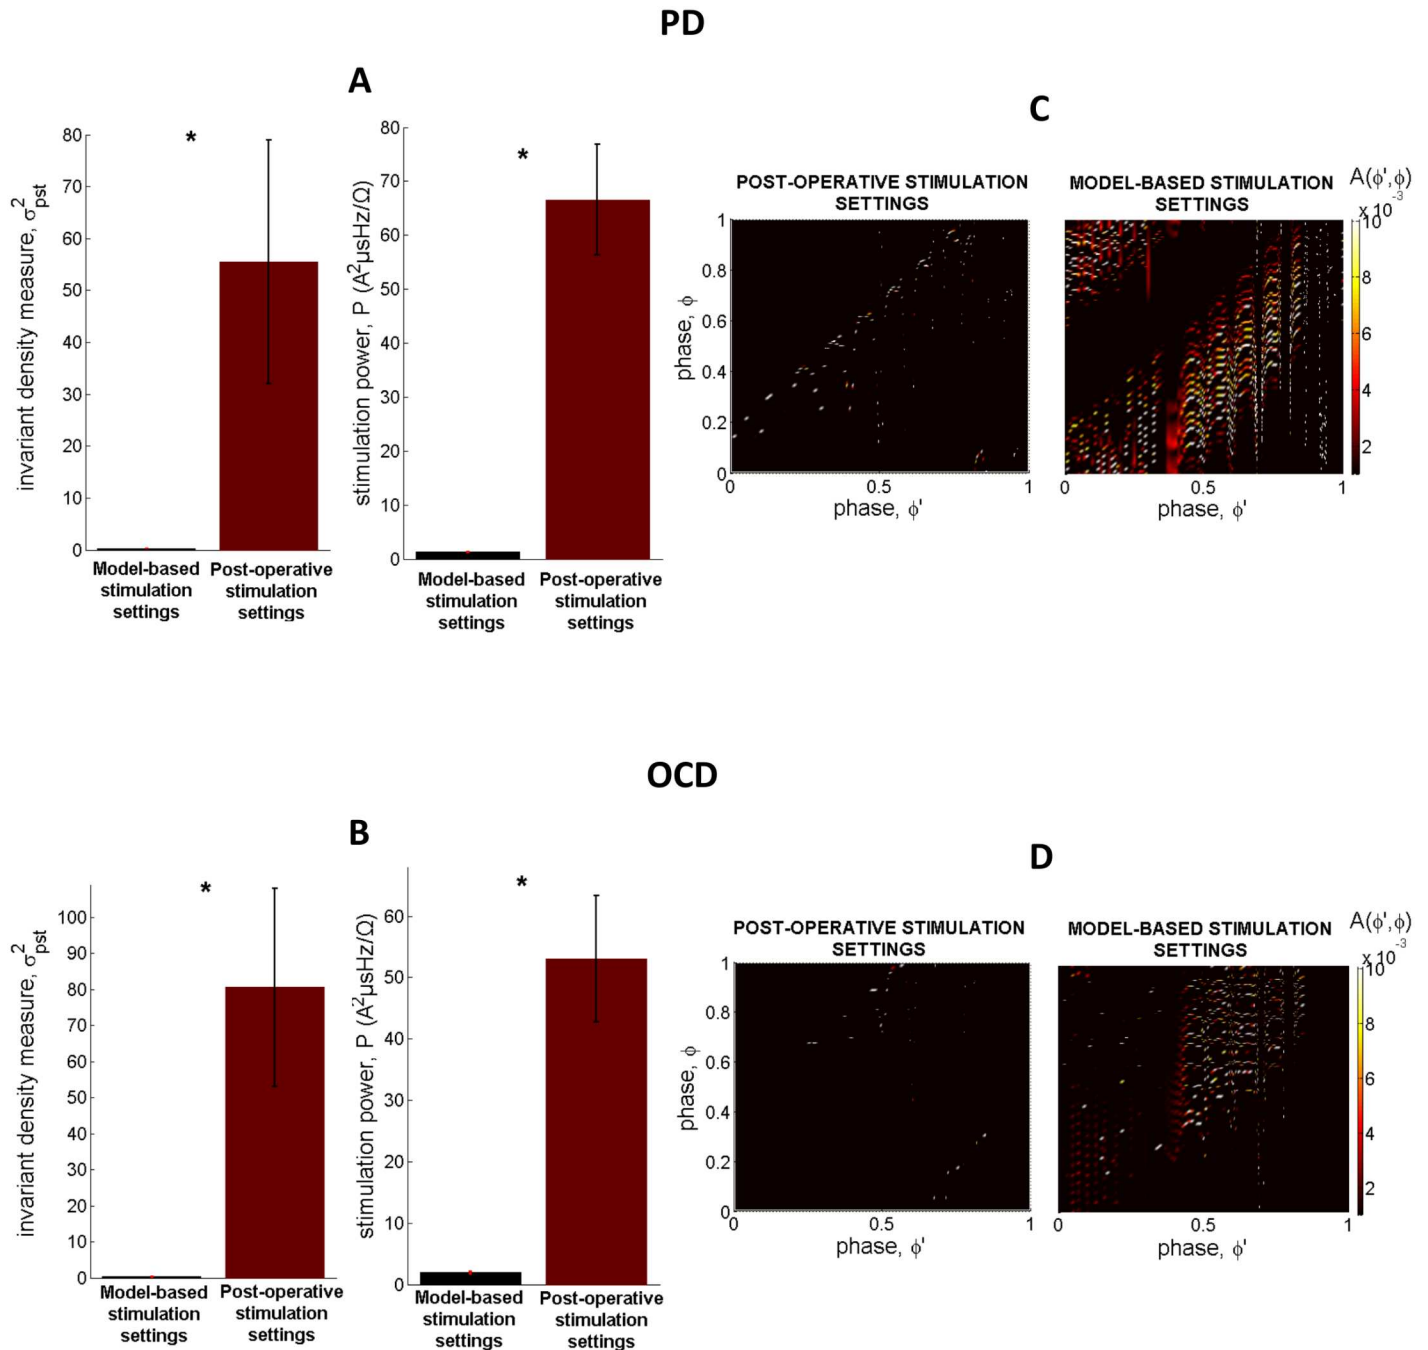 PD
A
*
80
70
60
50
40
30
20
10
0
invariant density measure, σ²pst
Model-based
stimulation
settings
Post-operative
stimulation
settings
*
80
70
60
50
40
30
20
10
0
stimulation power, P (A²μsHz/Ω)
Model-based
stimulation
settings
Post-operative
stimulation
settings
C
POST-OPERATIVE STIMULATION
SETTINGS
1
0.8
0.6
0.4
0.2
0
phase, ϕ
0 0.5 1
phase, ϕ'
MODEL-BASED STIMULATION
SETTINGS
0 0.5 1
phase, ϕ'
A(ϕ',ϕ)
x 10⁻³
10
8
6
4
2
OCD
B
*
100
90
80
70
60
50
40
30
20
10
0
invariant density measure, σ²pst
Model-based
stimulation
settings
Post-operative
stimulation
settings
*
60
50
40
30
20
10
0
stimulation power, P (A²μsHz/Ω)
Model-based
stimulation
settings
Post-operative
stimulation
settings
D
POST-OPERATIVE STIMULATION
SETTINGS
1
0.8
0.6
0.4
0.2
0
phase, ϕ
0 0.5 1
phase, ϕ'
MODEL-BASED STIMULATION
SETTINGS
0 0.5 1
phase, ϕ'
A(ϕ',ϕ)
x 10⁻³
10
8
6
4
2